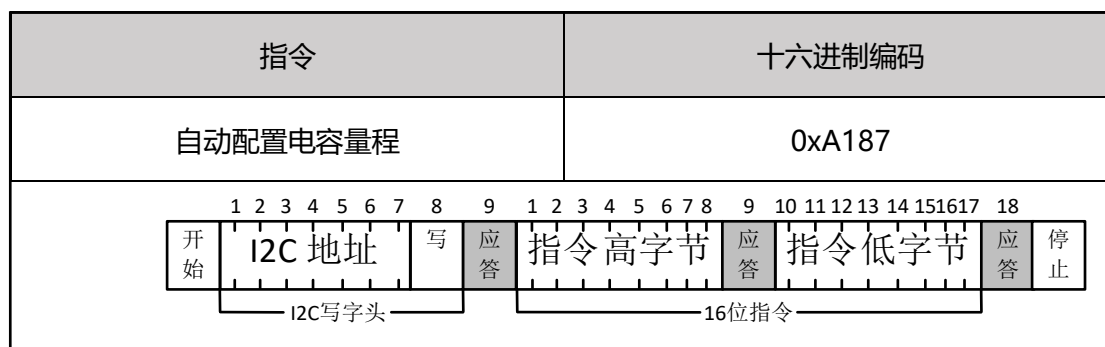 指令 十六进制编码
自动配置电容量程 0xA187
1 2 3 4 5 6 7 8 9 1 2 3 4 5 6 7 8 9 10 11 12 13 14 15 16 17 18
开始 I2C 地址 写 应答 指令高字节 应答 指令低字节 应答 停止
I2C写字头 16位指令